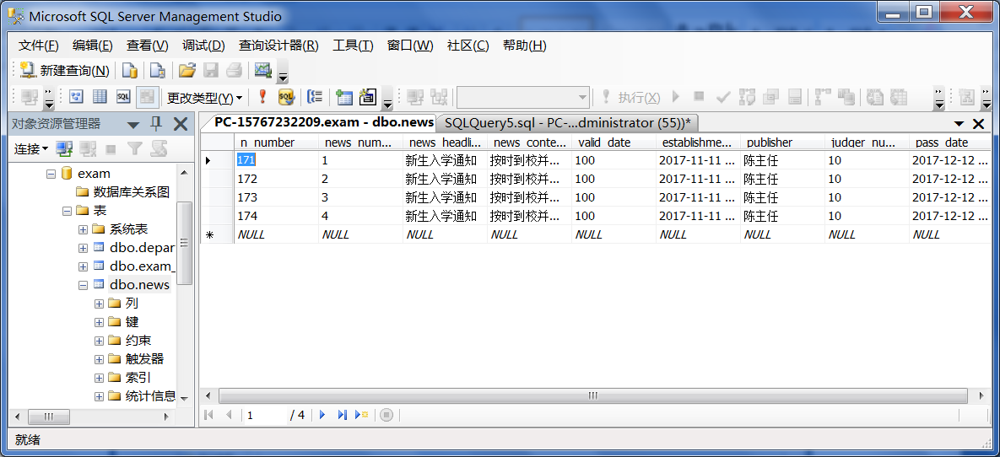 Microsoft SQL Server Management Studio
文件(F) 编辑(E) 查看(V) 调试(D) 查询设计器(R) 工具(T) 窗口(W) 社区(C) 帮助(H)
新建查询(N)
更改类型(Y) 执行(X)
对象资源管理器
连接
exam
数据库关系图
表
系统表
dbo.depar
dbo.exam_
dbo.news
列
键
约束
触发器
索引
统计信息
PC-15767232209.exam - dbo.news SQLQuery5.sql - PC-...dministrator (55))*
n_number news_num... news_headli... news_conte... valid_date establishme... publisher judger_nu... pass_date
171 1 新生入学通知 按时到校并... 100 2017-11-11 ... 陈主任 10 2017-12-12 ...
172 2 新生入学通知 按时到校并... 100 2017-11-11 ... 陈主任 10 2017-12-12 ...
173 3 新生入学通知 按时到校并... 100 2017-11-11 ... 陈主任 10 2017-12-12 ...
174 4 新生入学通知 按时到校并... 100 2017-11-11 ... 陈主任 10 2017-12-12 ...
NULL NULL NULL NULL NULL NULL NULL NULL NULL
1 / 4
就绪